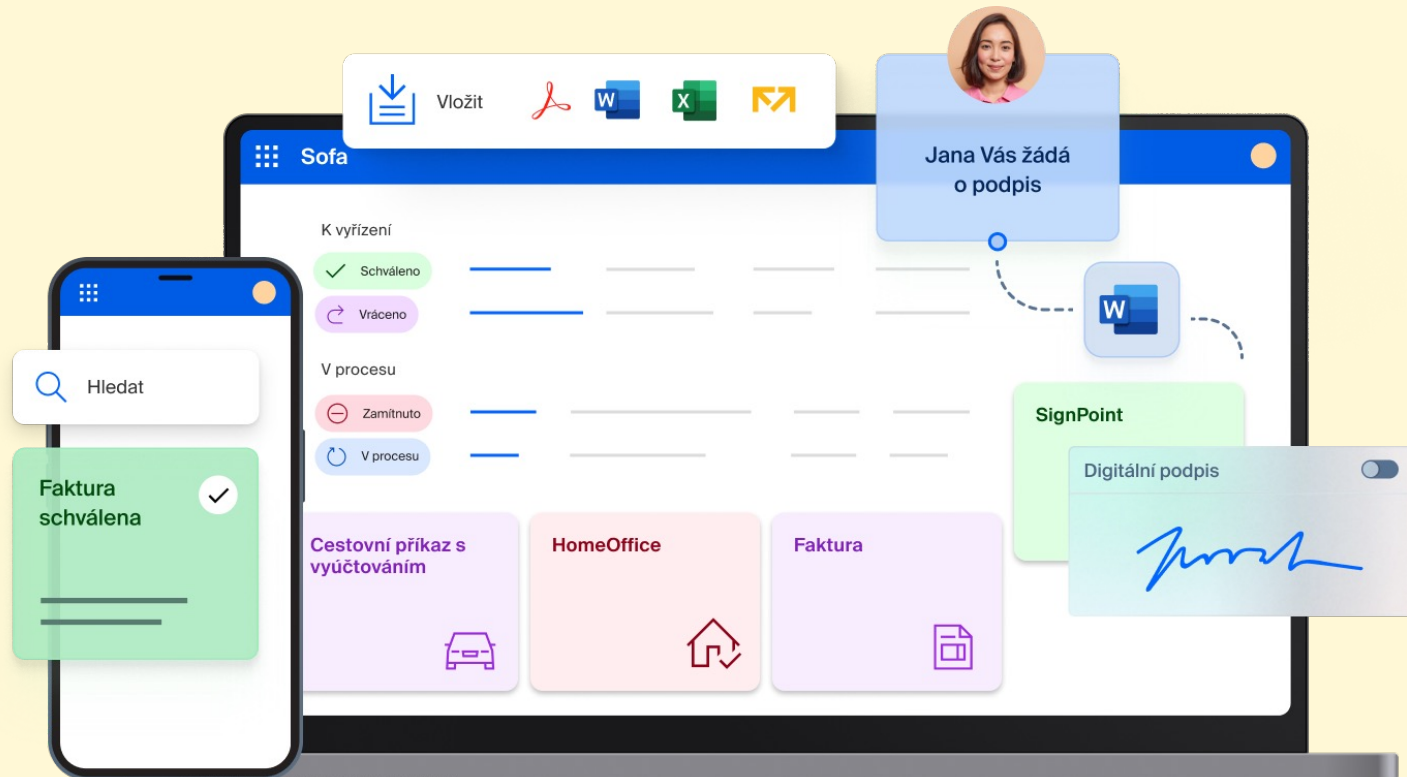 Vložit
Sofa
Jana Vás žádá
o podpis
K vyřízení
Schváleno
Vráceno
V procesu
Zamítnuto
V procesu
Hledat
Faktura
schválena
SignPoint
Digitální podpis
Cestovní příkaz s
vyúčtováním
HomeOffice
Faktura
W
X
W